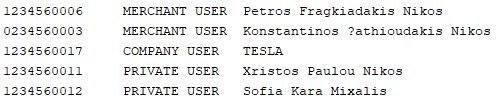 1234560006 MERCHANT USER Petros Fragkiadakis Nikos
0234560003 MERCHANT USER Konstantinos ?athioudakis Nikos
1234560017 COMPANY USER TESLA
1234560011 PRIVATE USER Xristos Paulou Nikos
1234560012 PRIVATE USER Sofia Kara Mixalis